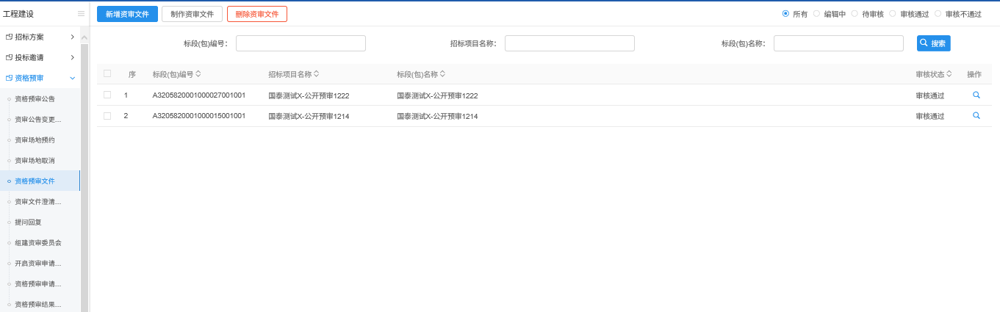 工程建设
新增资审文件 制作资审文件 删除资审文件 所有 编辑中 待审核 审核通过 审核不通过
招标方案
投标邀请
资格预审
资格预审公告
资审公告变更...
资审场地预约
资审场地取消
资格预审文件
资审文件澄清...
提问回复
组建资审委员会
开启资审申请...
资格预审申请...
资格预审结果...
标段(包)编号： 招标项目名称： 标段(包)名称： 搜索
序 标段(包)编号 招标项目名称 标段(包)名称 审核状态 操作
1 A3205820001000027001001 国泰测试X-公开预审1222 国泰测试X-公开预审1222 审核通过
2 A3205820001000015001001 国泰测试X-公开预审1214 国泰测试X-公开预审1214 审核通过